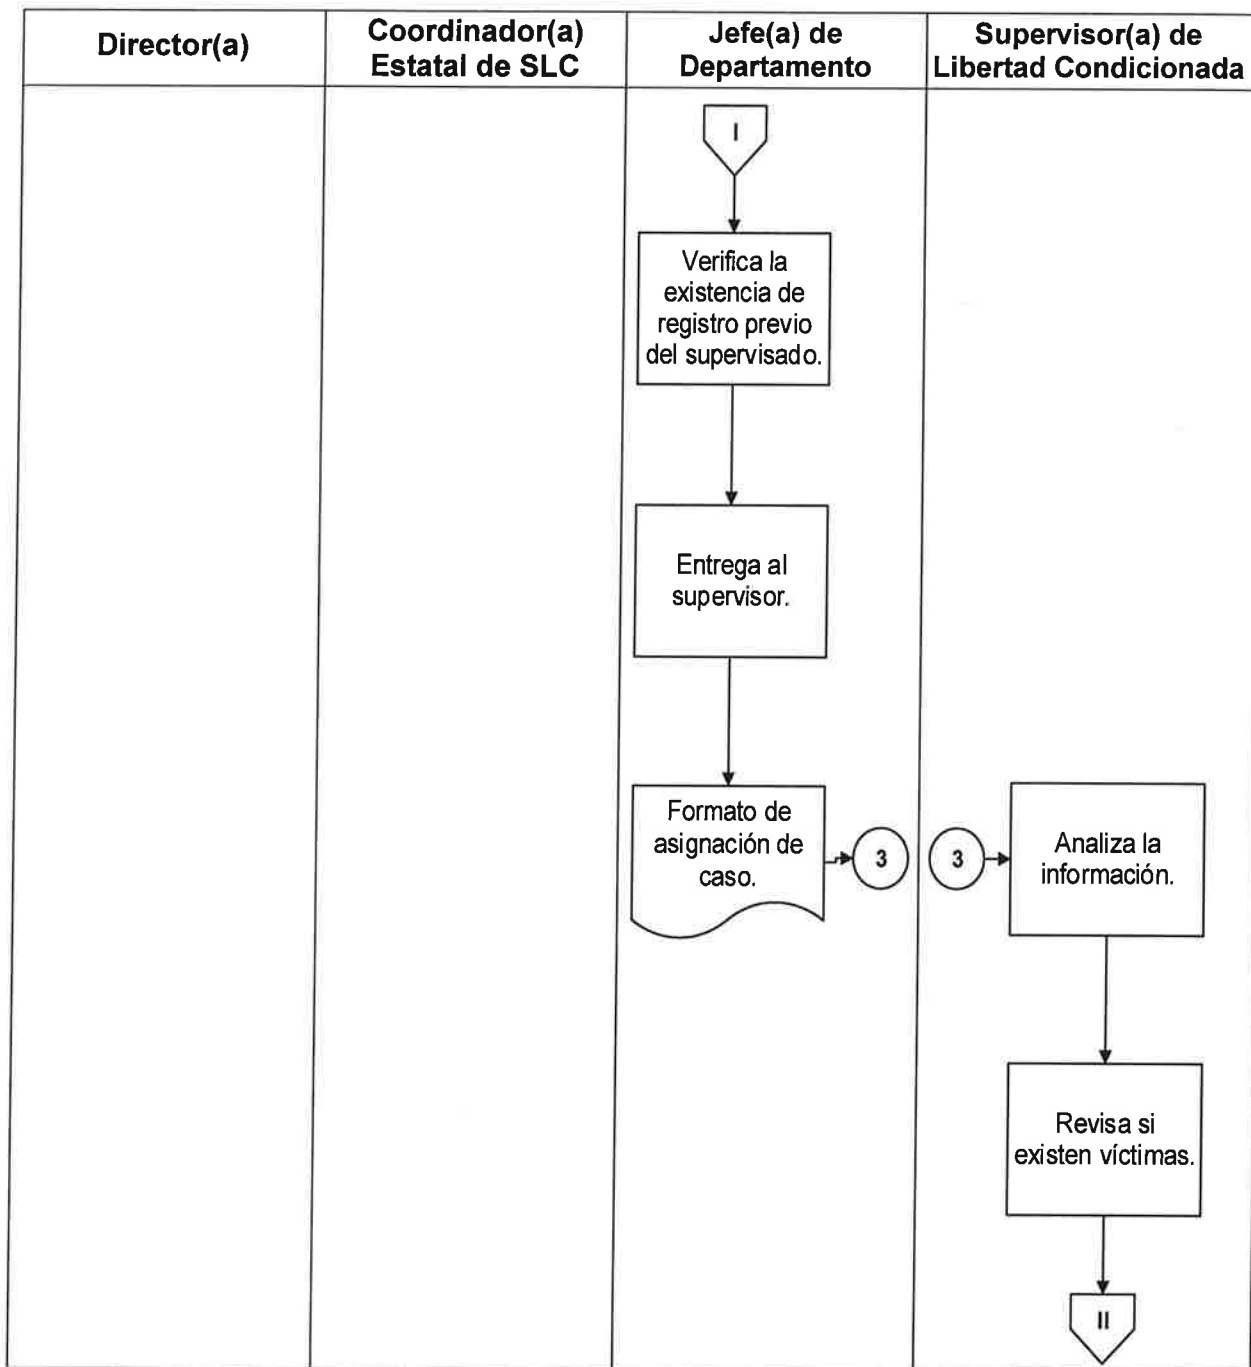 Director(a)
Coordinador(a)
Estatal de SLC
Jefe(a) de
Departamento
Supervisor(a) de
Libertad Condicionada
I
Verifica la
existencia de
registro previo
del supervisado.
Entrega al
supervisor.
Formato de
asignación de
caso.
3
3
Analiza la
información.
Revisa si
existen víctimas.
II